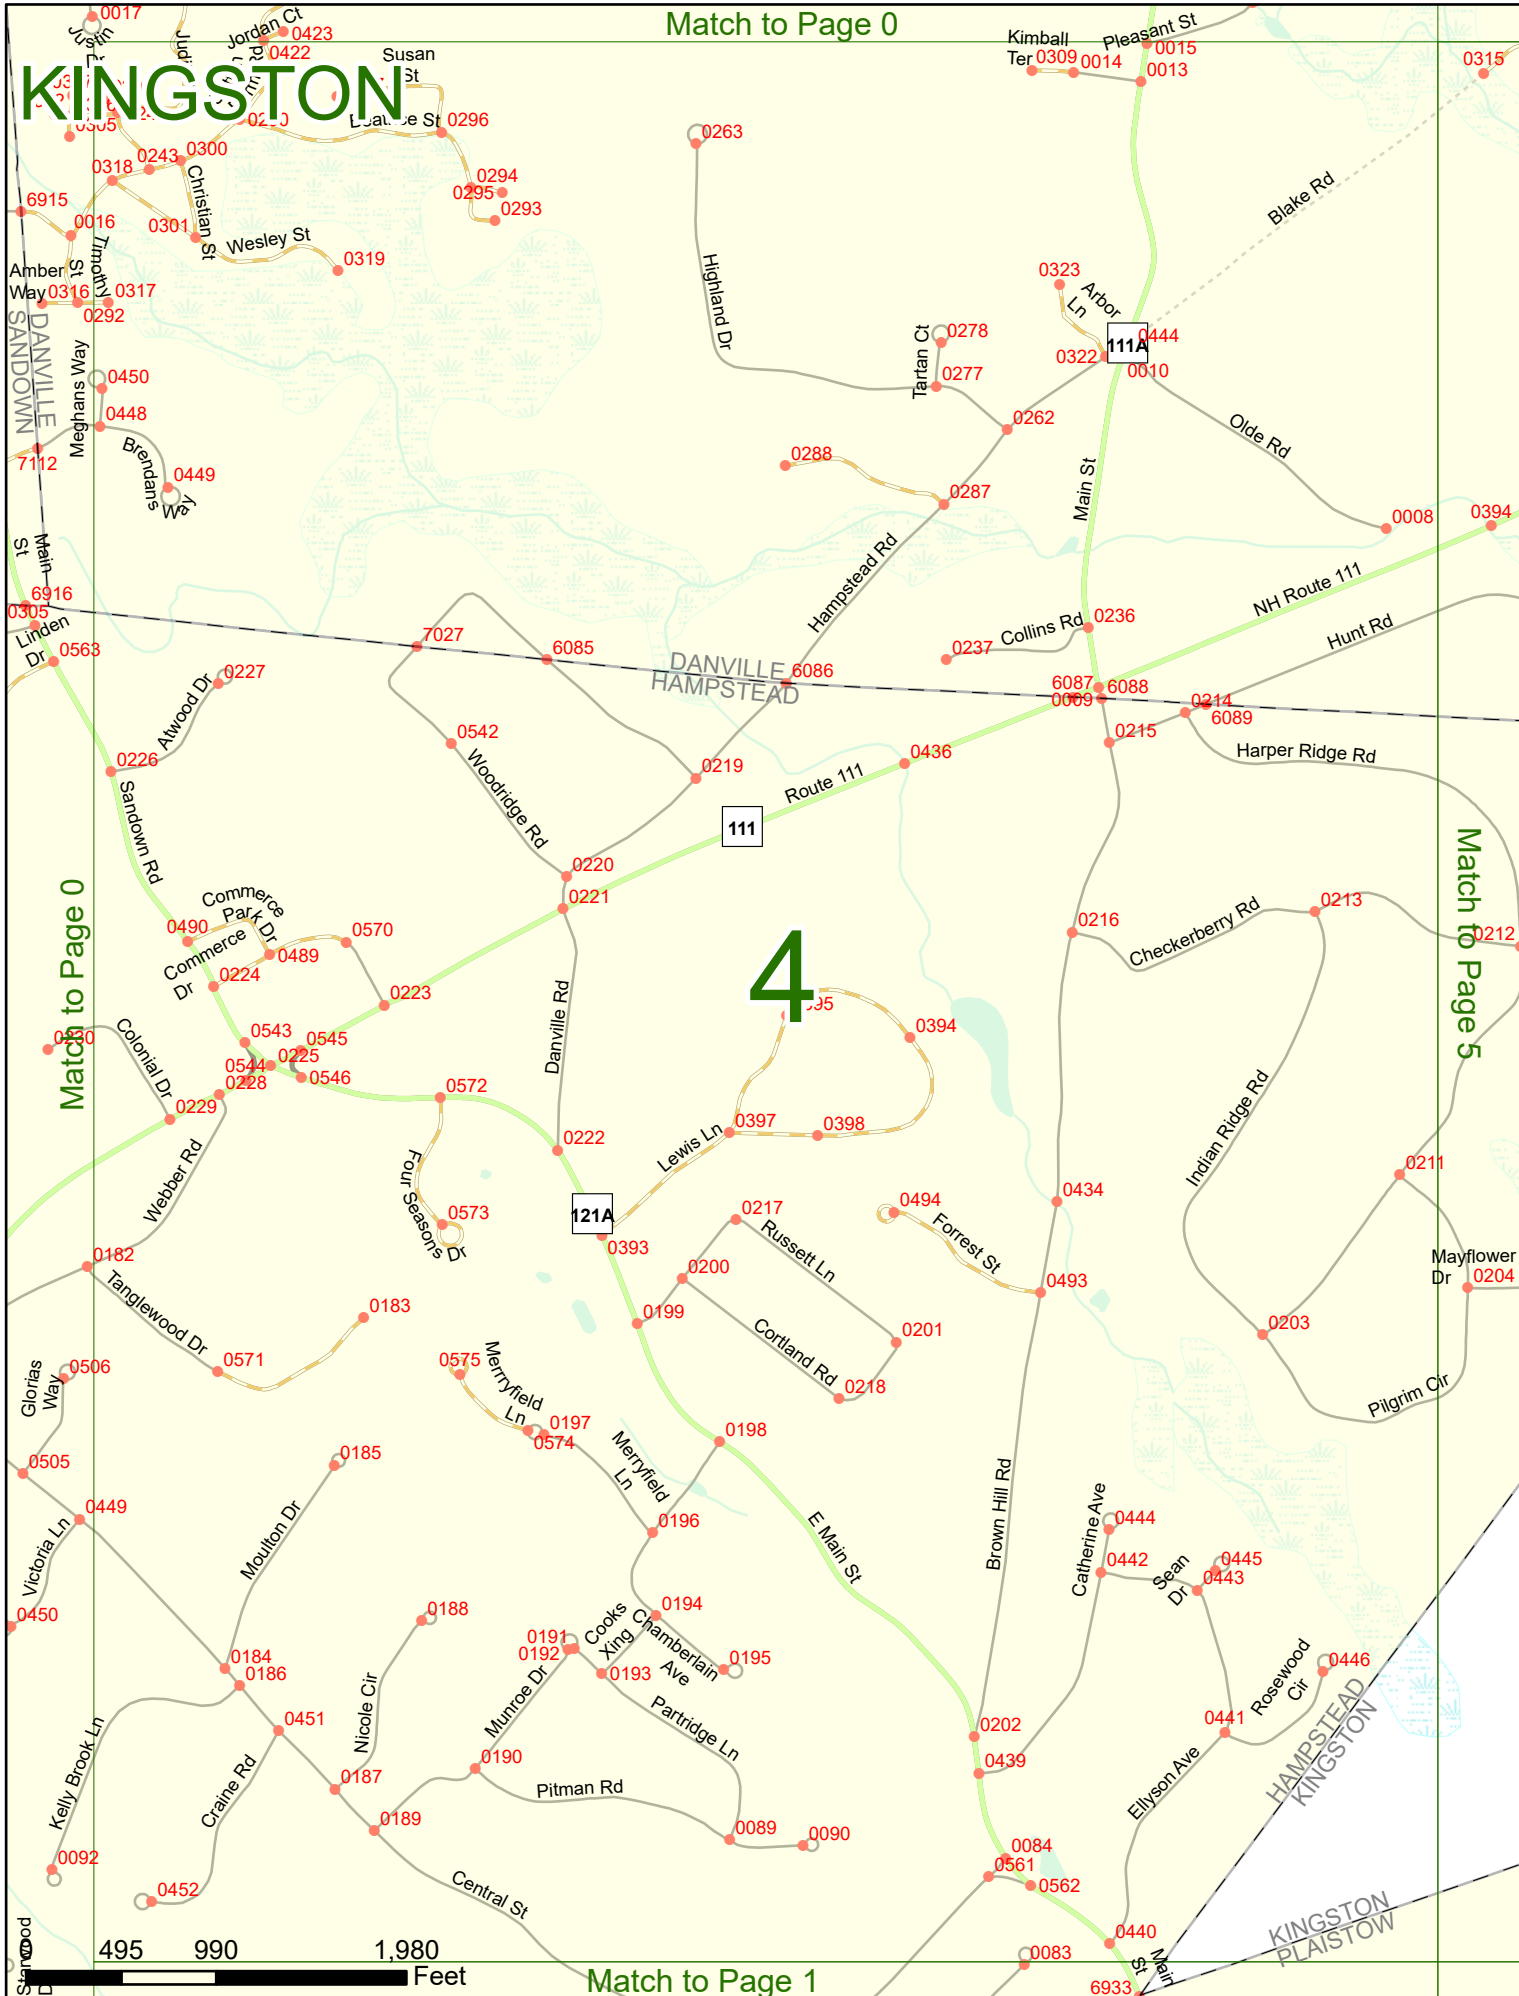 Match to Page 0
KINGSTON
0017
Justin
Jordan Ct
0423
0422
Susan
St
Beatrice St
0296
0305
0318
0243
0300
Christian St
0294
0295
0293
6915
0016
0301
Wesley St
0319
Timothy
St
Amber
Way
0316
0317
0292
DANVILLE
SANDOWN
Meghans Way
0450
0448
Brendans
Way
0449
7112
0263
Highland Dr
Kimball
Ter
0309
0014
Pleasant St
0015
0013
0315
Blake Rd
0323
Arbor
Ln
0322
111A
0444
0010
Tartan Ct
0278
0277
0262
0288
0287
Main St
Olde Rd
0008
0394
Main
St
6916
0305
Linden
Dr
0563
Hampstead Rd
NH Route 111
Hunt Rd
0236
Collins Rd
0237
7027
6085
DANVILLE
HAMPSTEAD
6086
6087
6088
0009
0214
6089
0215
Harper Ridge Rd
0227
Atwood Dr
0226
0542
Woodridge Rd
0219
0436
Route 111
111
Sandown Rd
0220
0221
Commerce
Park Dr
0490
0570
Commerce
Dr
0489
0224
0223
4
0216
Checkerberry Rd
0213
0212
Match to Page 0
Match to Page 5
0230
Colonial Dr
0543
0545
0225
0544
0228
0546
0229
0572
Danville Rd
0394
0397
0398
Lewis Ln
0222
Webber Rd
Four Seasons Dr
0573
121A
0393
Indian Ridge Rd
0211
0434
0217
0494
Forrest St
Russett Ln
0493
Mayflower
Dr
0204
0182
Tanglewood Dr
0183
0200
0199
Cortland Rd
0201
0218
0203
Pilgrim Cir
0571
Glorias
Way
0506
0575
Merrryfield
Ln
0197
0574
0198
Merryfield
Ln
0505
0185
0449
Victoria Ln
Moulton Dr
0196
E Main St
Brown Hill Rd
Catherine Ave
0444
0442
Sean
Dr
0445
0443
0450
0188
0194
Cooks
Xing
Chamberlain
Ave
0191
0192
0193
0195
0184
0186
Nicole Cir
Munroe Dr
Partridge Ln
Rosewood
Cir
0446
0441
HAMPSTEAD
KINGSTON
0451
Kelly Brook Ln
Craine Rd
0190
0187
Pitman Rd
0202
0439
Ellyson Ave
0189
0089
0090
0092
0452
Central St
0084
0561
0562
KINGSTON
PLAISTOW
0440
Main
St
0083
6933
Starwood
0
495
990
1,980
Feet
Match to Page 1